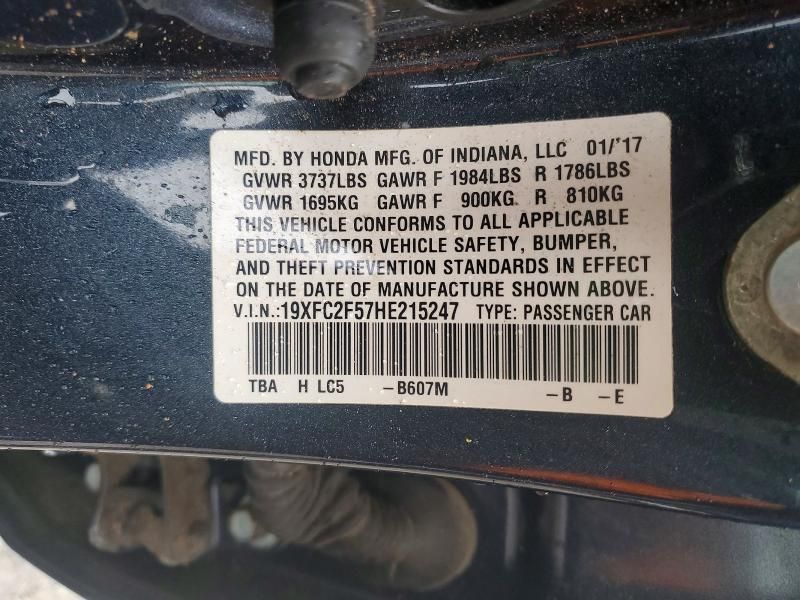 MFD. BY HONDA MFG. OF INDIANA, LLC 01/'17
GVWR 3737LBS GAWR F 1984LBS R 1786LBS
GVWR 1695KG GAWR F 900KG R 810KG
THIS VEHICLE CONFORMS TO ALL APPLICABLE
FEDERAL MOTOR VEHICLE SAFETY, BUMPER,
AND THEFT PREVENTION STANDARDS IN EFFECT
ON THE DATE OF MANUFACTURE SHOWN ABOVE.
V.I.N.:19XFC2F57HE215247 TYPE: PASSENGER CAR
TBA H LC5 –B607M –B –E